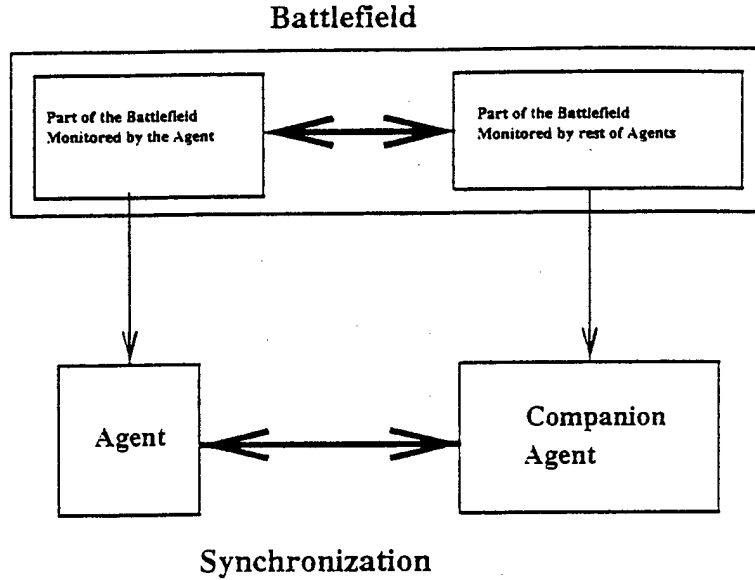 Battlefield
Part of the Battlefield
Monitored by the Agent
Part of the Battlefield
Monitored by rest of Agents
Agent
Companion
Agent
Synchronization